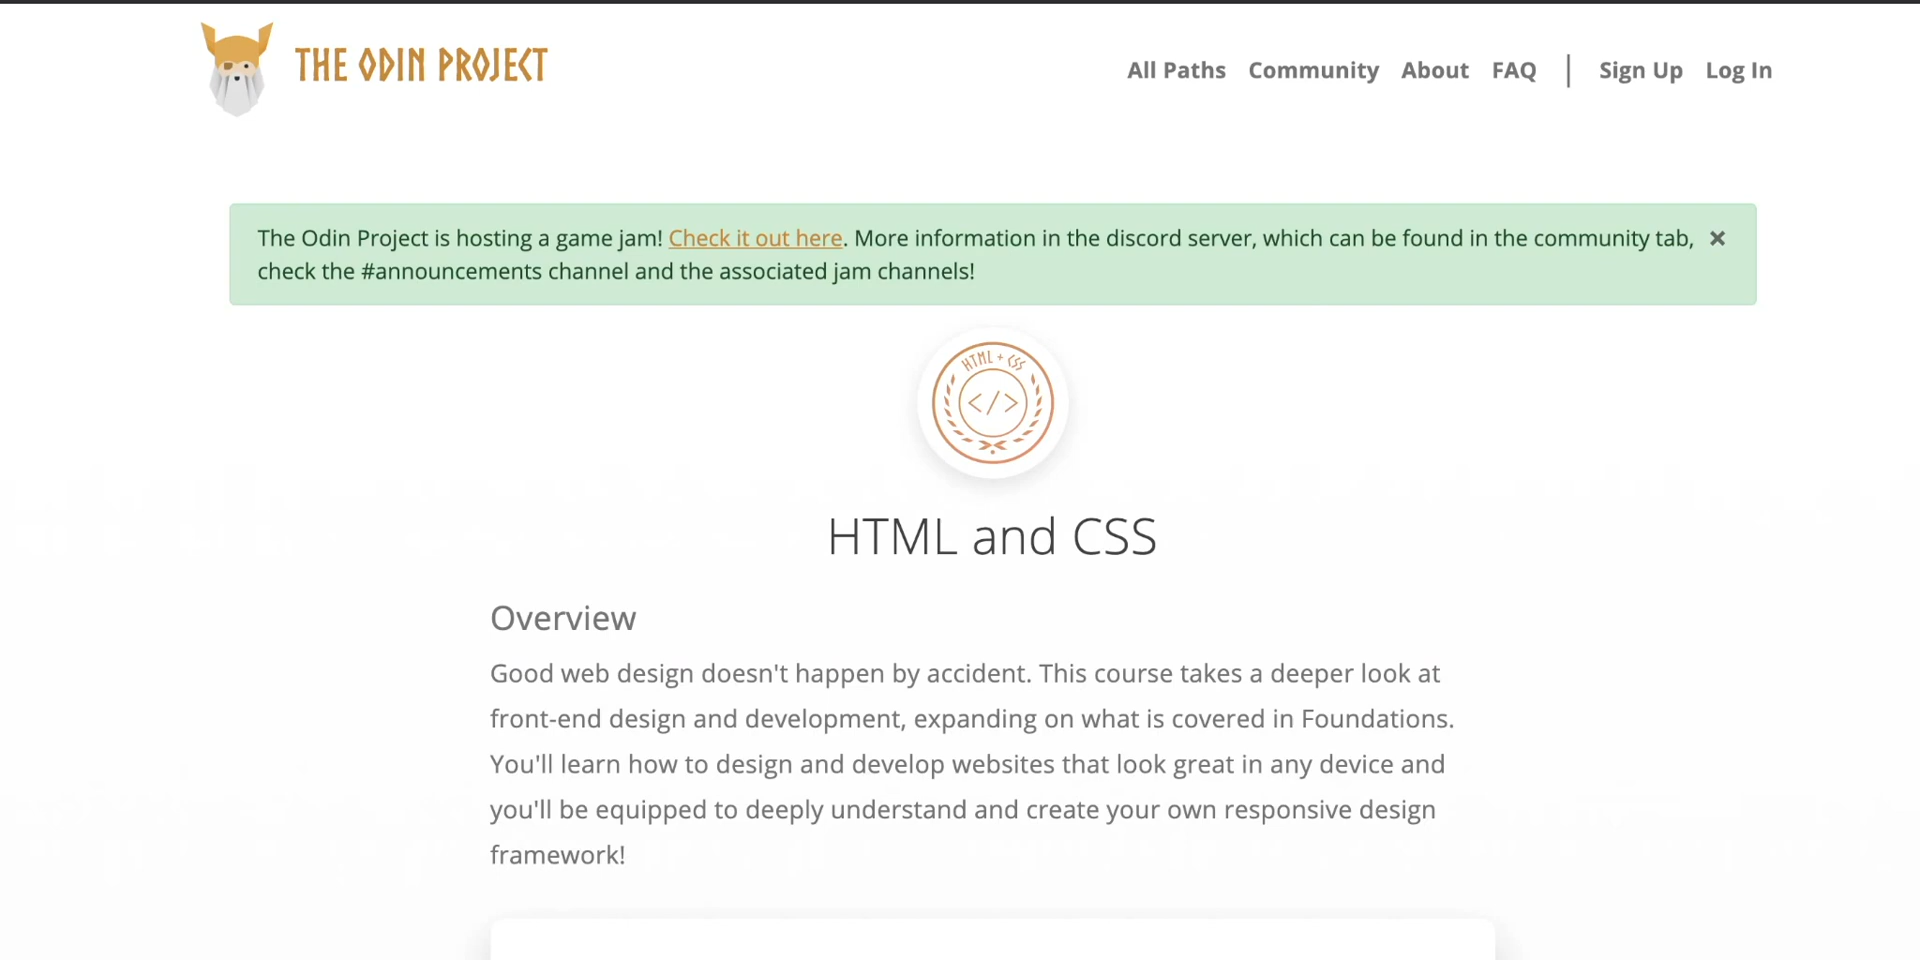 THE ODIN PROJECT
All Paths Community About FAQ | Sign Up Log In
The Odin Project is hosting a game jam! Check it out here. More information in the discord server, which can be found in the community tab, ×
check the #announcements channel and the associated jam channels!
HTML + CSS
</>
HTML and CSS
Overview
Good web design doesn't happen by accident. This course takes a deeper look at
front-end design and development, expanding on what is covered in Foundations.
You'll learn how to design and develop websites that look great in any device and
you'll be equipped to deeply understand and create your own responsive design
framework!